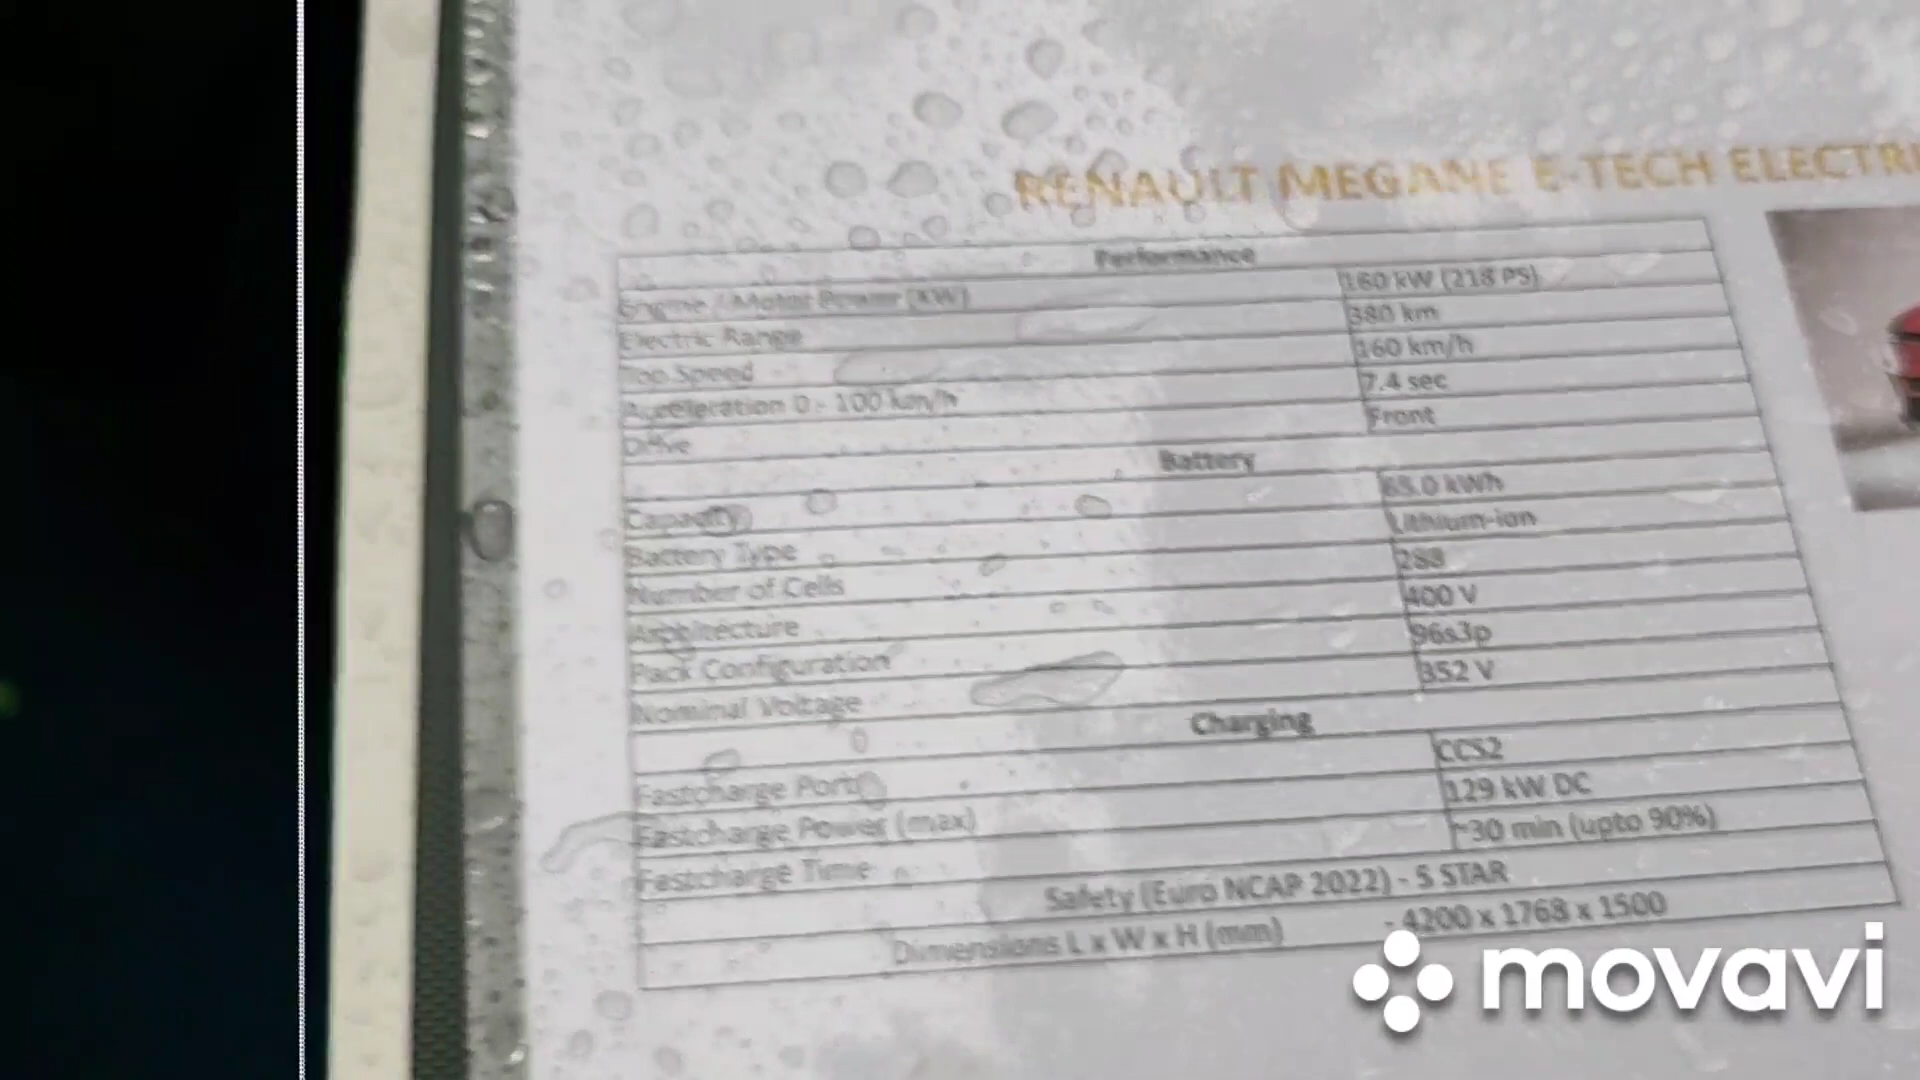 RENAULT MEGANE E-TECH ELECTRI
Performance
Engine / Motor Power (KW) 160 kW (218 PS)
Electric Range 380 km
Top Speed 160 km/h
Acceleration 0 - 100 km/h 7.4 sec
Drive Front
Battery
Capacity 65.0 kWh
Battery Type Lithium-ion
Number of Cells 288
Architecture 400 V
Pack Configuration 96s3p
Nominal Voltage 352 V
Charging
Fastcharge Port CCS2
Fastcharge Power (max) 129 kW DC
Fastcharge Time ~30 min (upto 90%)
Safety (Euro NCAP 2022) - 5 STAR
Dimensions L x W x H (mm) - 4200 x 1768 x 1500
movavi